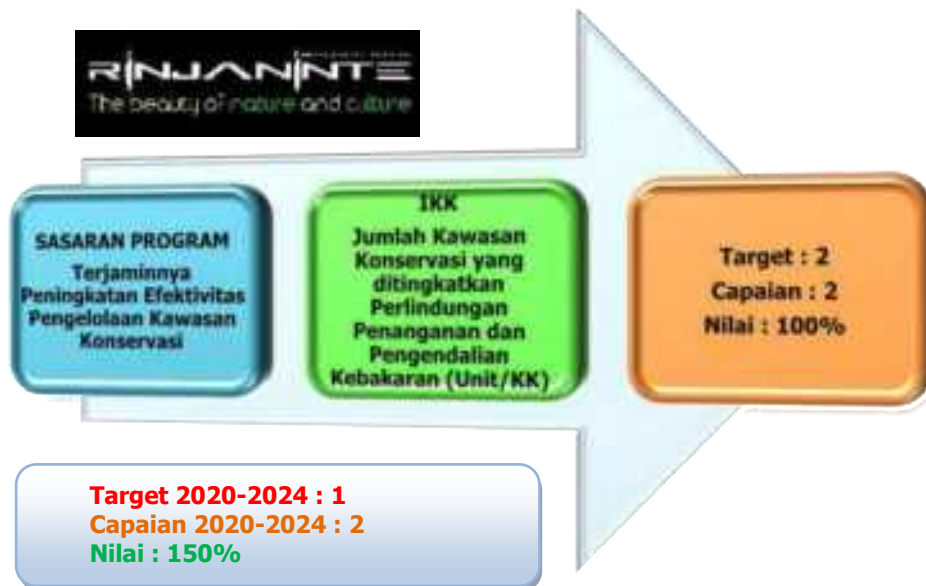 RINJANINTE
The beauty of nature and culture
SASARAN PROGRAM
Terjaminnya
Peningkatan Efektivitas
Pengelolaan Kawasan
Konservasi
IKK
Jumlah Kawasan
Konservasi yang
ditingkatkan
Perlindungan
Penanganan dan
Pengendalian
Kebakaran (Unit/KK)
Target : 2
Capaian : 2
Nilai : 100%
Target 2020-2024 : 1
Capaian 2020-2024 : 2
Nilai : 150%